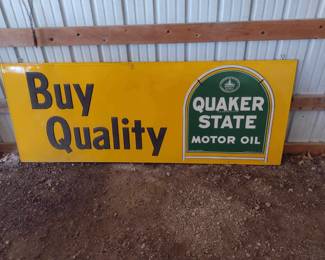 Buy
Quality
QUAKER
STATE
MOTOR OIL